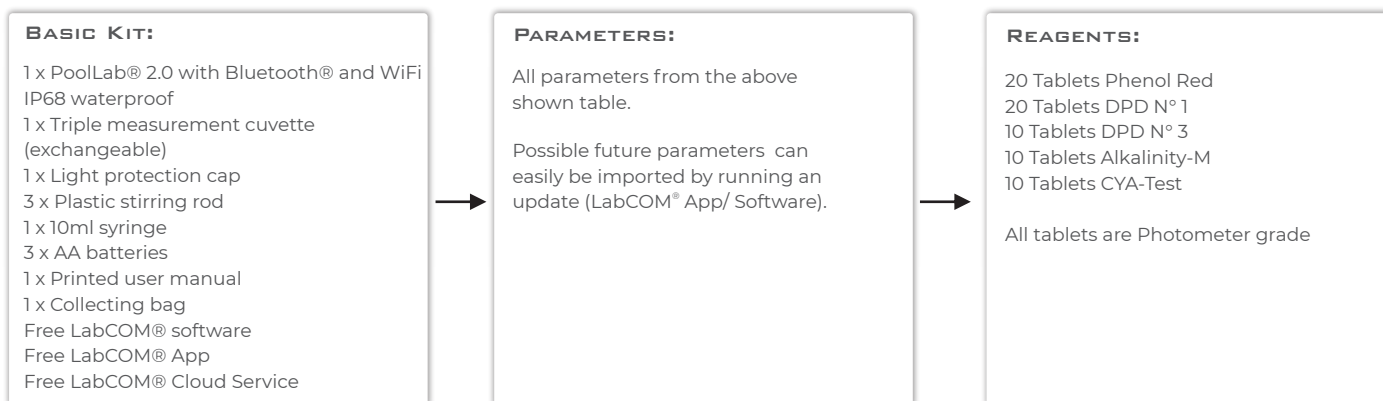 BASIC KIT:
1 x PoolLab® 2.0 with Bluetooth® and WiFi
IP68 waterproof
1 x Triple measurement cuvette
(exchangeable)
1 x Light protection cap
3 x Plastic stirring rod
1 x 10ml syringe
3 x AA batteries
1 x Printed user manual
1 x Collecting bag
Free LabCOM® software
Free LabCOM® App
Free LabCOM® Cloud Service
PARAMETERS:
All parameters from the above
shown table.
Possible future parameters can
easily be imported by running an
update (LabCOM® App/ Software).
REAGENTS:
20 Tablets Phenol Red
20 Tablets DPD N° 1
10 Tablets DPD N° 3
10 Tablets Alkalinity-M
10 Tablets CYA-Test
All tablets are Photometer grade